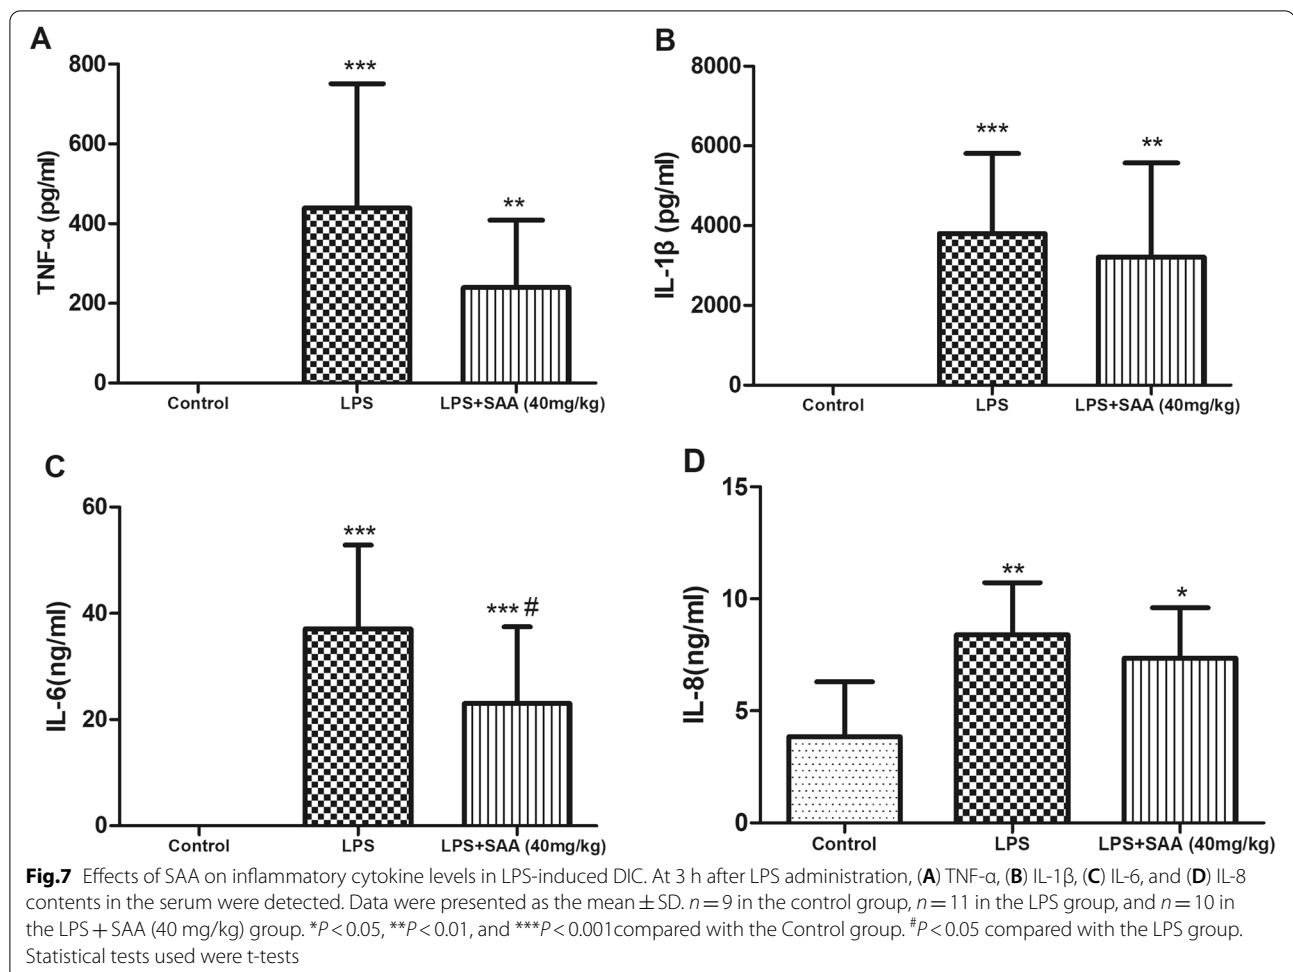 A
800
600
400
200
0
TNF-α (pg/ml)
***
**
Control
LPS
LPS+SAA (40mg/kg)
B
8000
6000
4000
2000
0
IL-1β (pg/ml)
***
**
Control
LPS
LPS+SAA (40mg/kg)
C
60
40
20
0
IL-6(ng/ml)
***
*** #
Control
LPS
LPS+SAA (40mg/kg)
D
15
10
5
0
IL-8(ng/ml)
**
*
Control
LPS
LPS+SAA (40mg/kg)
Fig.7 Effects of SAA on inflammatory cytokine levels in LPS-induced DIC. At 3 h after LPS administration, (A) TNF-α, (B) IL-1β, (C) IL-6, and (D) IL-8
contents in the serum were detected. Data were presented as the mean ± SD. n = 9 in the control group, n = 11 in the LPS group, and n = 10 in
the LPS + SAA (40 mg/kg) group. *P < 0.05, **P < 0.01, and ***P < 0.001compared with the Control group. #P < 0.05 compared with the LPS group.
Statistical tests used were t-tests